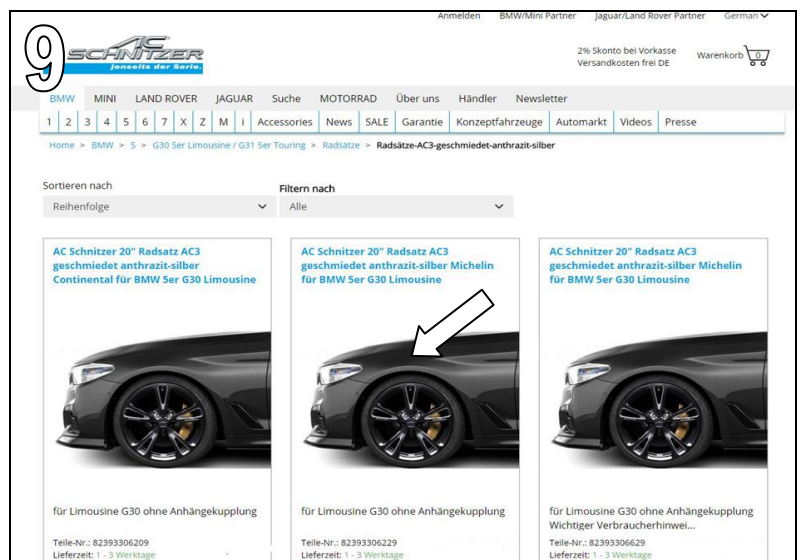 9
Anmelden BMW/Mini Partner Jaguar/Land Rover Partner German
AC
SCHNITZER
jenseits der Serie.
2% Skonto bei Vorkasse
Versandkosten frei DE
Warenkorb 0
BMW MINI LAND ROVER JAGUAR Suche MOTORRAD Über uns Händler Newsletter
1 2 3 4 5 6 7 X Z M i Accessories News SALE Garantie Konzeptfahrzeuge Automarkt Videos Presse
Home > BMW > 5 > G30 5er Limousine / G31 5er Touring > Radsätze > Radsätze-AC3-geschmiedet-anthrazit-silber
Sortieren nach
Reihenfolge
Filtern nach
Alle
AC Schnitzer 20" Radsatz AC3
geschmiedet anthrazit-silber
Continental für BMW 5er G30 Limousine
für Limousine G30 ohne Anhängekupplung
Teile-Nr.: 82393306209
Lieferzeit: 1 - 3 Werktage
AC Schnitzer 20" Radsatz AC3
geschmiedet anthrazit-silber Michelin
für BMW 5er G30 Limousine
für Limousine G30 ohne Anhängekupplung
Teile-Nr.: 82393306229
Lieferzeit: 1 - 3 Werktage
AC Schnitzer 20" Radsatz AC3
geschmiedet anthrazit-silber Michelin
für BMW 5er G30 Limousine
für Limousine G30 ohne Anhängekupplung
Wichtiger Verbraucherhinwei...
Teile-Nr.: 82393306629
Lieferzeit: 1 - 3 Werktage